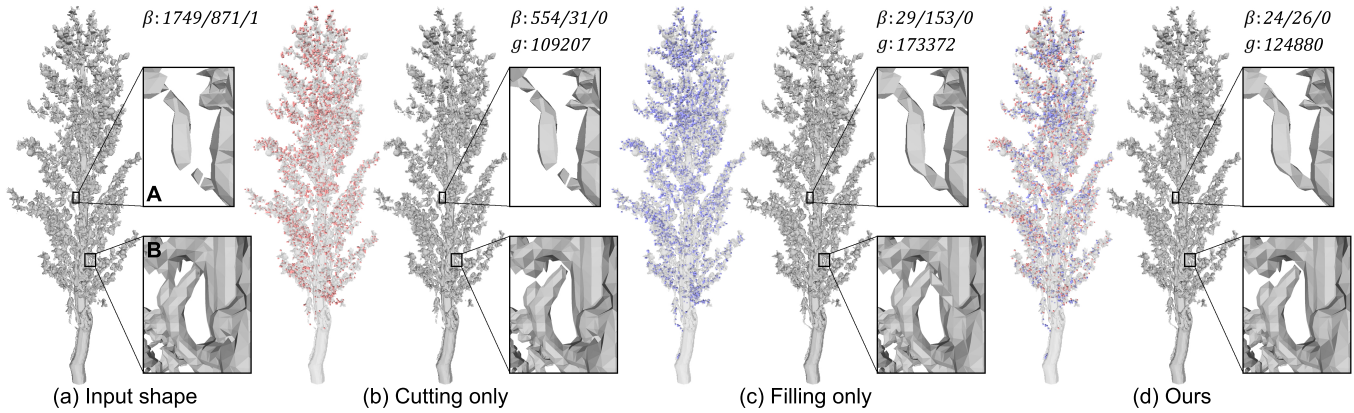 β: 1749/871/1
β: 554/31/0
g: 109207
β: 29/153/0
g: 173372
β: 24/26/0
g: 124880
A
B
(a) Input shape
(b) Cutting only
(c) Filling only
(d) Ours